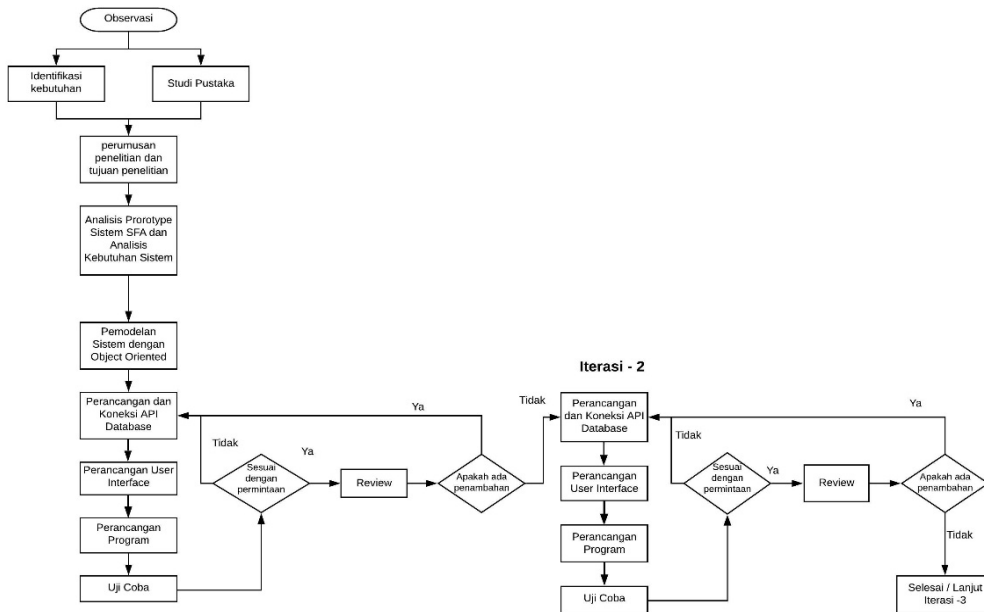 Observasi
Identifikasi
kebutuhan
Studi Pustaka
perumusan
penelitian dan
tujuan penelitian
Analisis Prorotype
Sistem SFA dan
Analisis
Kebutuhan Sistem
Pemodelan
Sistem dengan
Object Oriented
Perancangan dan
Koneksi API
Database
Perancangan User
Interface
Perancangan
Program
Uji Coba
Tidak
Sesuai
dengan
permintaan
Ya
Review
Apakah ada
penambahan
Ya
Tidak
Iterasi - 2
Perancangan
dan Koneksi API
Database
Perancangan
User Interface
Perancangan
Program
Uji Coba
Tidak
Sesuai
dengan
permintaan
Ya
Review
Apakah ada
penambahan
Ya
Tidak
Selesai / Lanjut
Iterasi -3